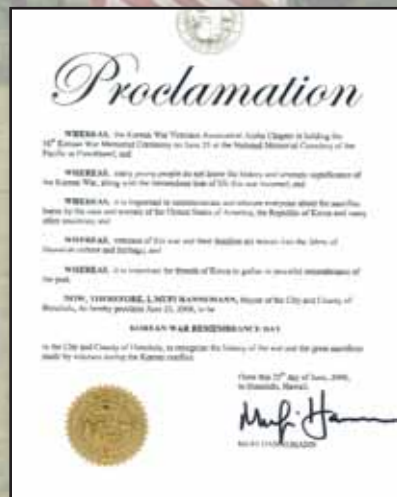 Proclamation
WHEREAS, the Korean War Veterans Association Aloha Chapter is holding the
Korean War Memorial Ceremony on June 25 at the National Memorial Cemetery of the
Pacific at Punchbowl, and
WHEREAS, many young people do not know the history and strategic significance of
the Korean War, along with the tremendous loss of life this war incurred; and
WHEREAS, it is important to communicate and educate everyone about the sacrifice
borne by the men and women of the United States of America, the Republic of Korea and many
other countries; and
WHEREAS, veterans of this war and their families are woven into the fabric of
Hawaiian culture and heritage; and
WHEREAS, it is important for friends of Korea to gather in peaceful remembrance of
the past,
NOW, THEREFORE, I, MUFI HANNEMANN, Mayor of the City and County of
Honolulu, do hereby proclaim June 25, 2008, to be
KOREAN WAR REMEMBRANCE DAY
in the City and County of Honolulu, to recognize the history of the war and the great sacrifices
made by veterans during the Korean conflict.
Done this 25th day of June, 2008,
in Honolulu, Hawaii.
MUFI HANNEMANN